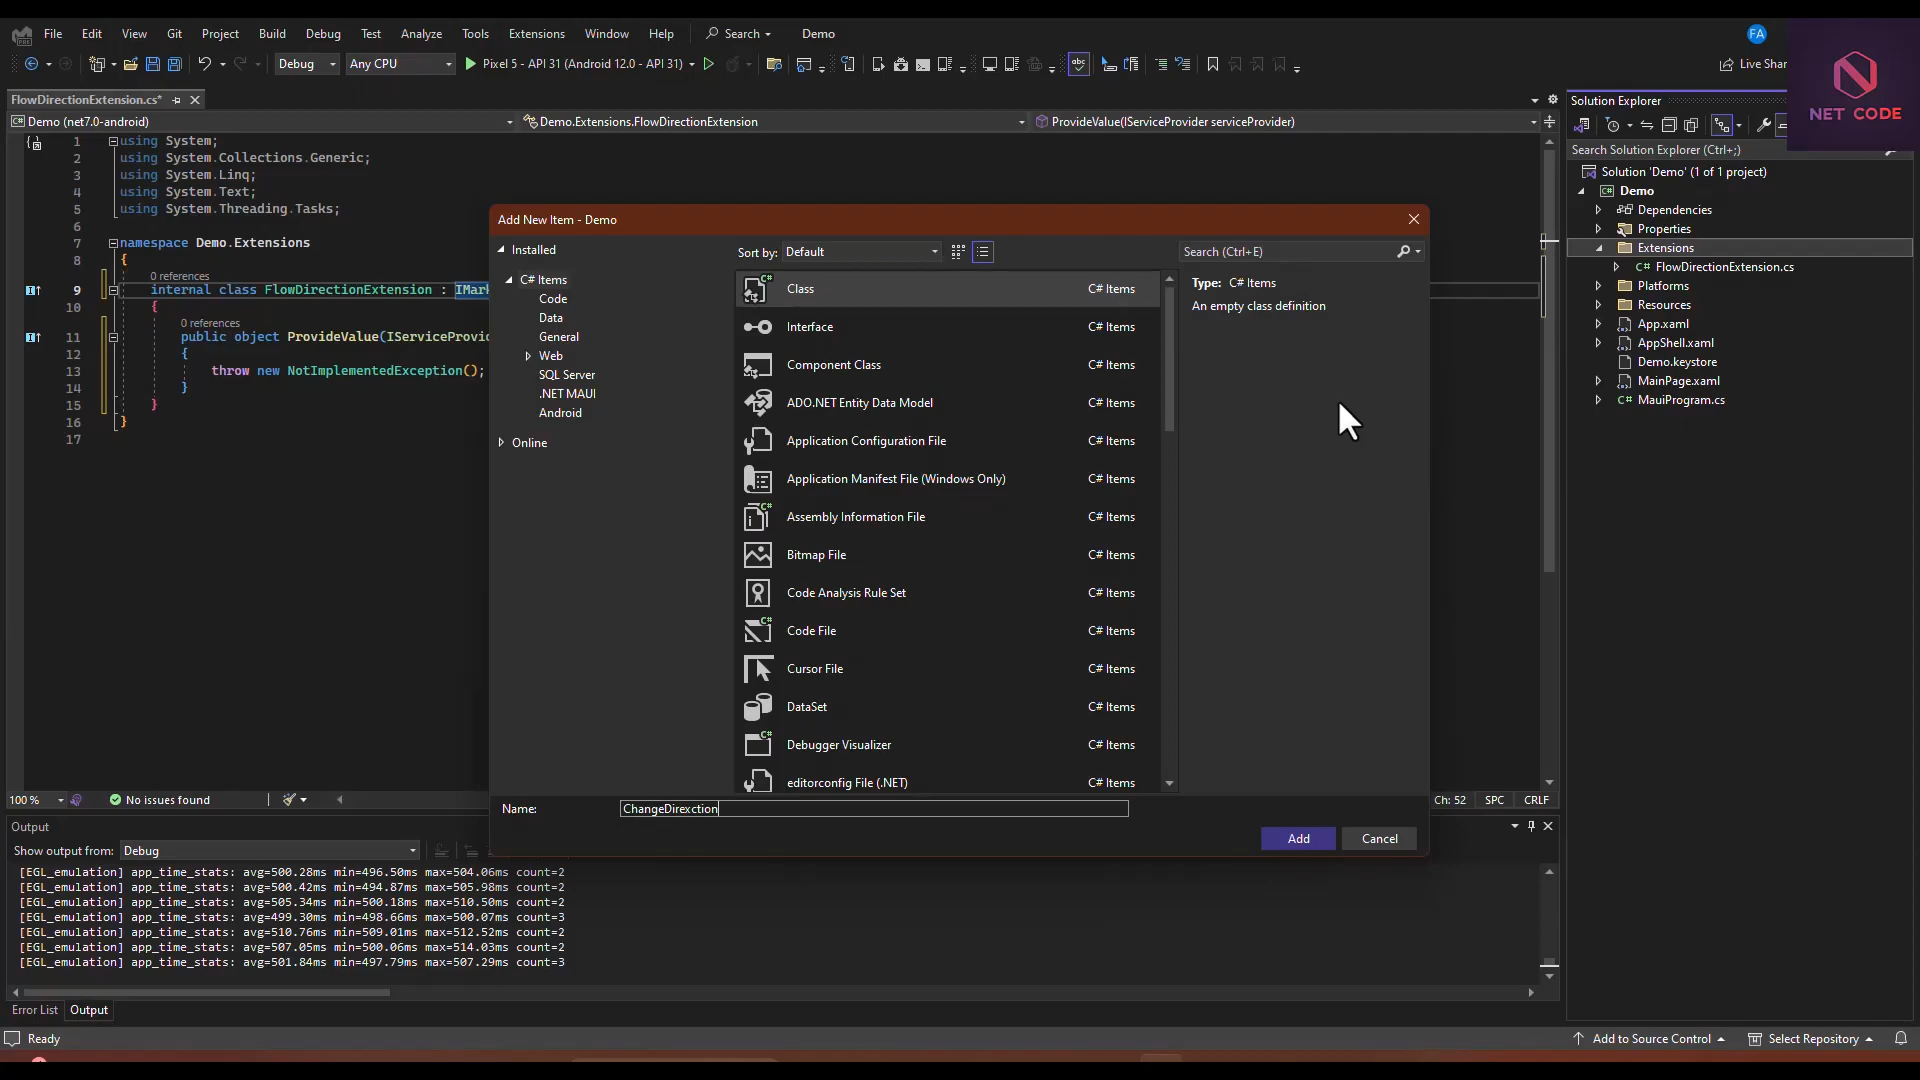 File Edit View Git Project Build Debug Test Analyze Tools Extensions Window Help Search Demo FA
Debug Any CPU Pixel 5 - API 31 (Android 12.0 - API 31) abc Live Shar
NET CODE
FlowDirectionExtension.cs*
Demo (net7.0-android) Demo.Extensions.FlowDirectionExtension ProvideValue(IServiceProvider serviceProvider)
1 using System;
2 using System.Collections.Generic;
3 using System.Linq;
4 using System.Text;
5 using System.Threading.Tasks;
6
7 namespace Demo.Extensions
8 {
0 references
9 internal class FlowDirectionExtension : IMark
10 {
0 references
11 public object ProvideValue(IServiceProvid
12 {
13 throw new NotImplementedException();
14 }
15 }
16 }
17
100 % No issues found
Ch: 52 SPC CRLF
Add New Item - Demo
Installed
C# Items
Code
Data
General
Web
SQL Server
.NET MAUI
Android
Online
Sort by: Default
Search (Ctrl+E)
Class C# Items
Interface C# Items
Component Class C# Items
ADO.NET Entity Data Model C# Items
Application Configuration File C# Items
Application Manifest File (Windows Only) C# Items
Assembly Information File C# Items
Bitmap File C# Items
Code Analysis Rule Set C# Items
Code File C# Items
Cursor File C# Items
DataSet C# Items
Debugger Visualizer C# Items
editorconfig File (.NET) C# Items
Type: C# Items
An empty class definition
Name: ChangeDirexction
Add Cancel
Solution Explorer
Search Solution Explorer (Ctrl+;)
Solution 'Demo' (1 of 1 project)
Demo
Dependencies
Properties
Extensions
C# FlowDirectionExtension.cs
Platforms
Resources
App.xaml
AppShell.xaml
Demo.keystore
MainPage.xaml
C# MauiProgram.cs
Output
Show output from: Debug
[EGL_emulation] app_time_stats: avg=500.28ms min=496.50ms max=504.06ms count=2
[EGL_emulation] app_time_stats: avg=500.42ms min=494.87ms max=505.98ms count=2
[EGL_emulation] app_time_stats: avg=505.34ms min=500.18ms max=510.50ms count=2
[EGL_emulation] app_time_stats: avg=499.30ms min=498.66ms max=500.07ms count=3
[EGL_emulation] app_time_stats: avg=510.76ms min=509.01ms max=512.52ms count=2
[EGL_emulation] app_time_stats: avg=507.05ms min=500.06ms max=514.03ms count=2
[EGL_emulation] app_time_stats: avg=501.84ms min=497.79ms max=507.29ms count=3
Error List Output
Ready Add to Source Control Select Repository